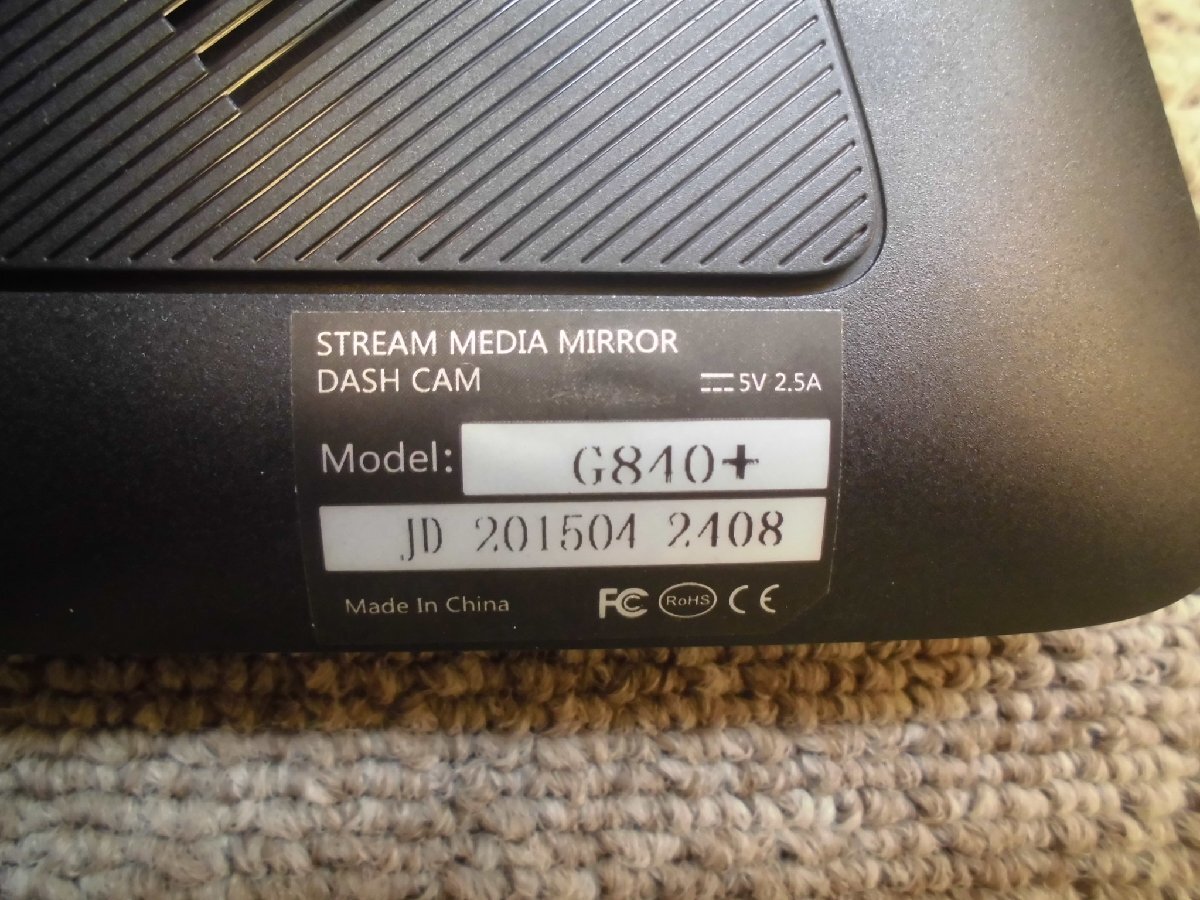 STREAM MEDIA MIRROR
DASH CAM
5V 2.5A
Model: G840+
JD 201504 2408
Made In China FC RoHS CE